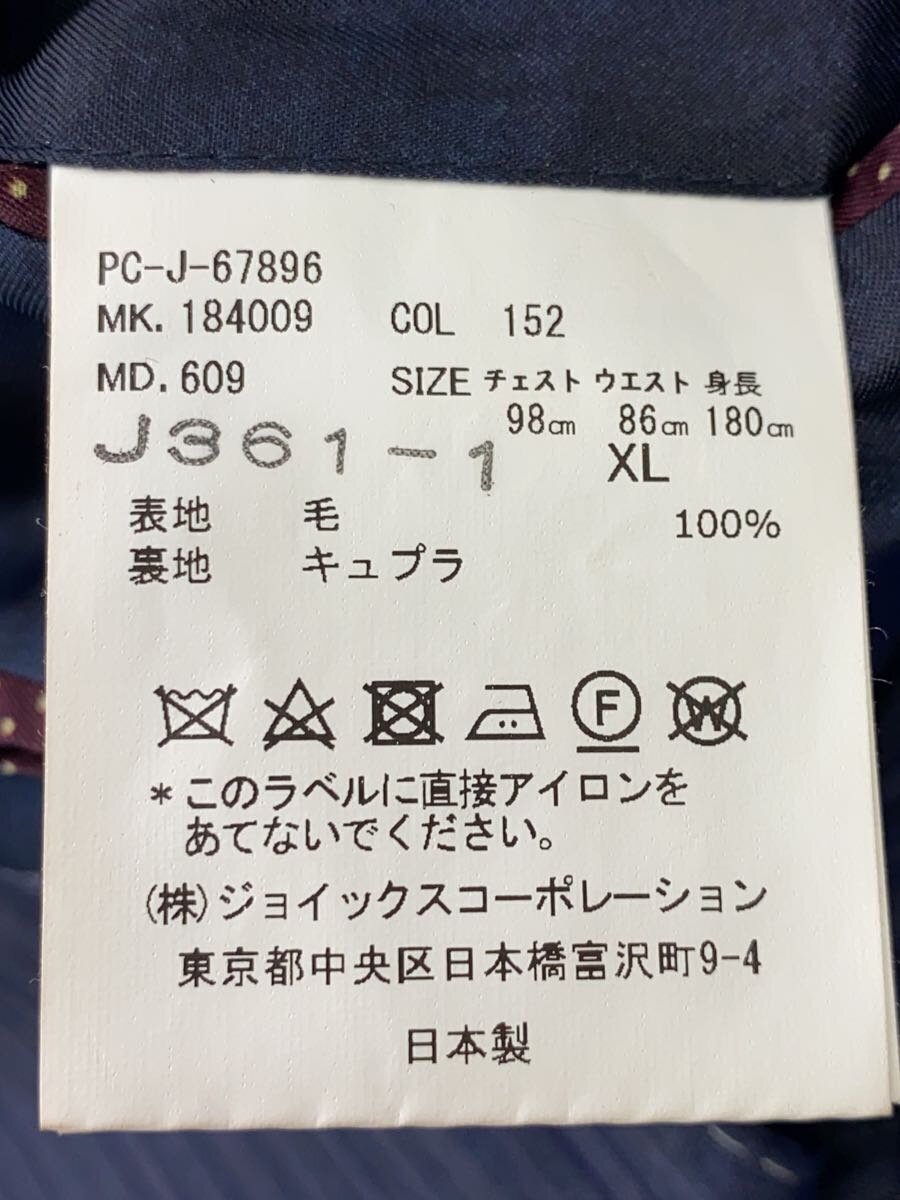 PC-J-67896
MK. 184009 COL 152
MD. 609 SIZE チェスト ウエスト 身長
98㎝ 86㎝ 180㎝
J361-1 XL
表地 毛 100%
裏地 キュプラ
F W
*このラベルに直接アイロンを
あてないでください。
(株)ジョイックスコーポレーション
東京都中央区日本橋富沢町9-4
日本製